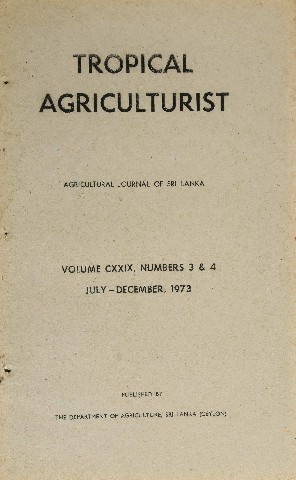 TROPICAL
AGRICULTURIST
AGRICULTURAL JOURNAL OF SRI LANKA
VOLUME CXXIX, NUMBERS 3 & 4
JULY – DECEMBER, 1973
PUBLISHED BY
THE DEPARTMENT OF AGRICULTURE, SRI LANKA (CEYLON)